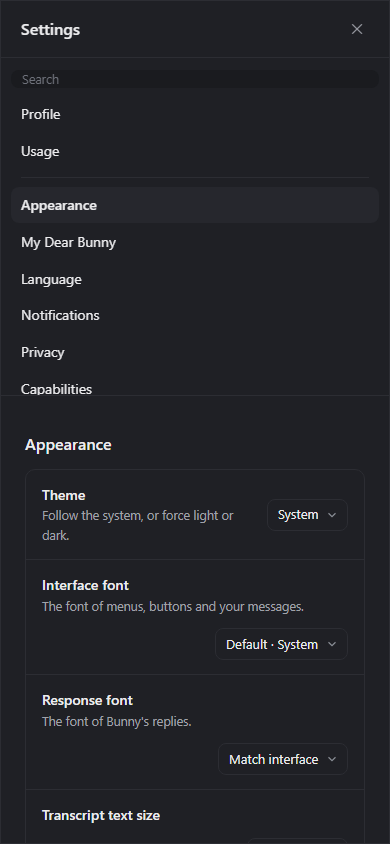 Settings
Search
Profile
Usage
Appearance
My Dear Bunny
Language
Notifications
Privacy
Capabilities
Appearance
Theme
Follow the system, or force light or
dark.
System
Interface font
The font of menus, buttons and your messages.
Default · System
Response font
The font of Bunny's replies.
Match interface
Transcript text size